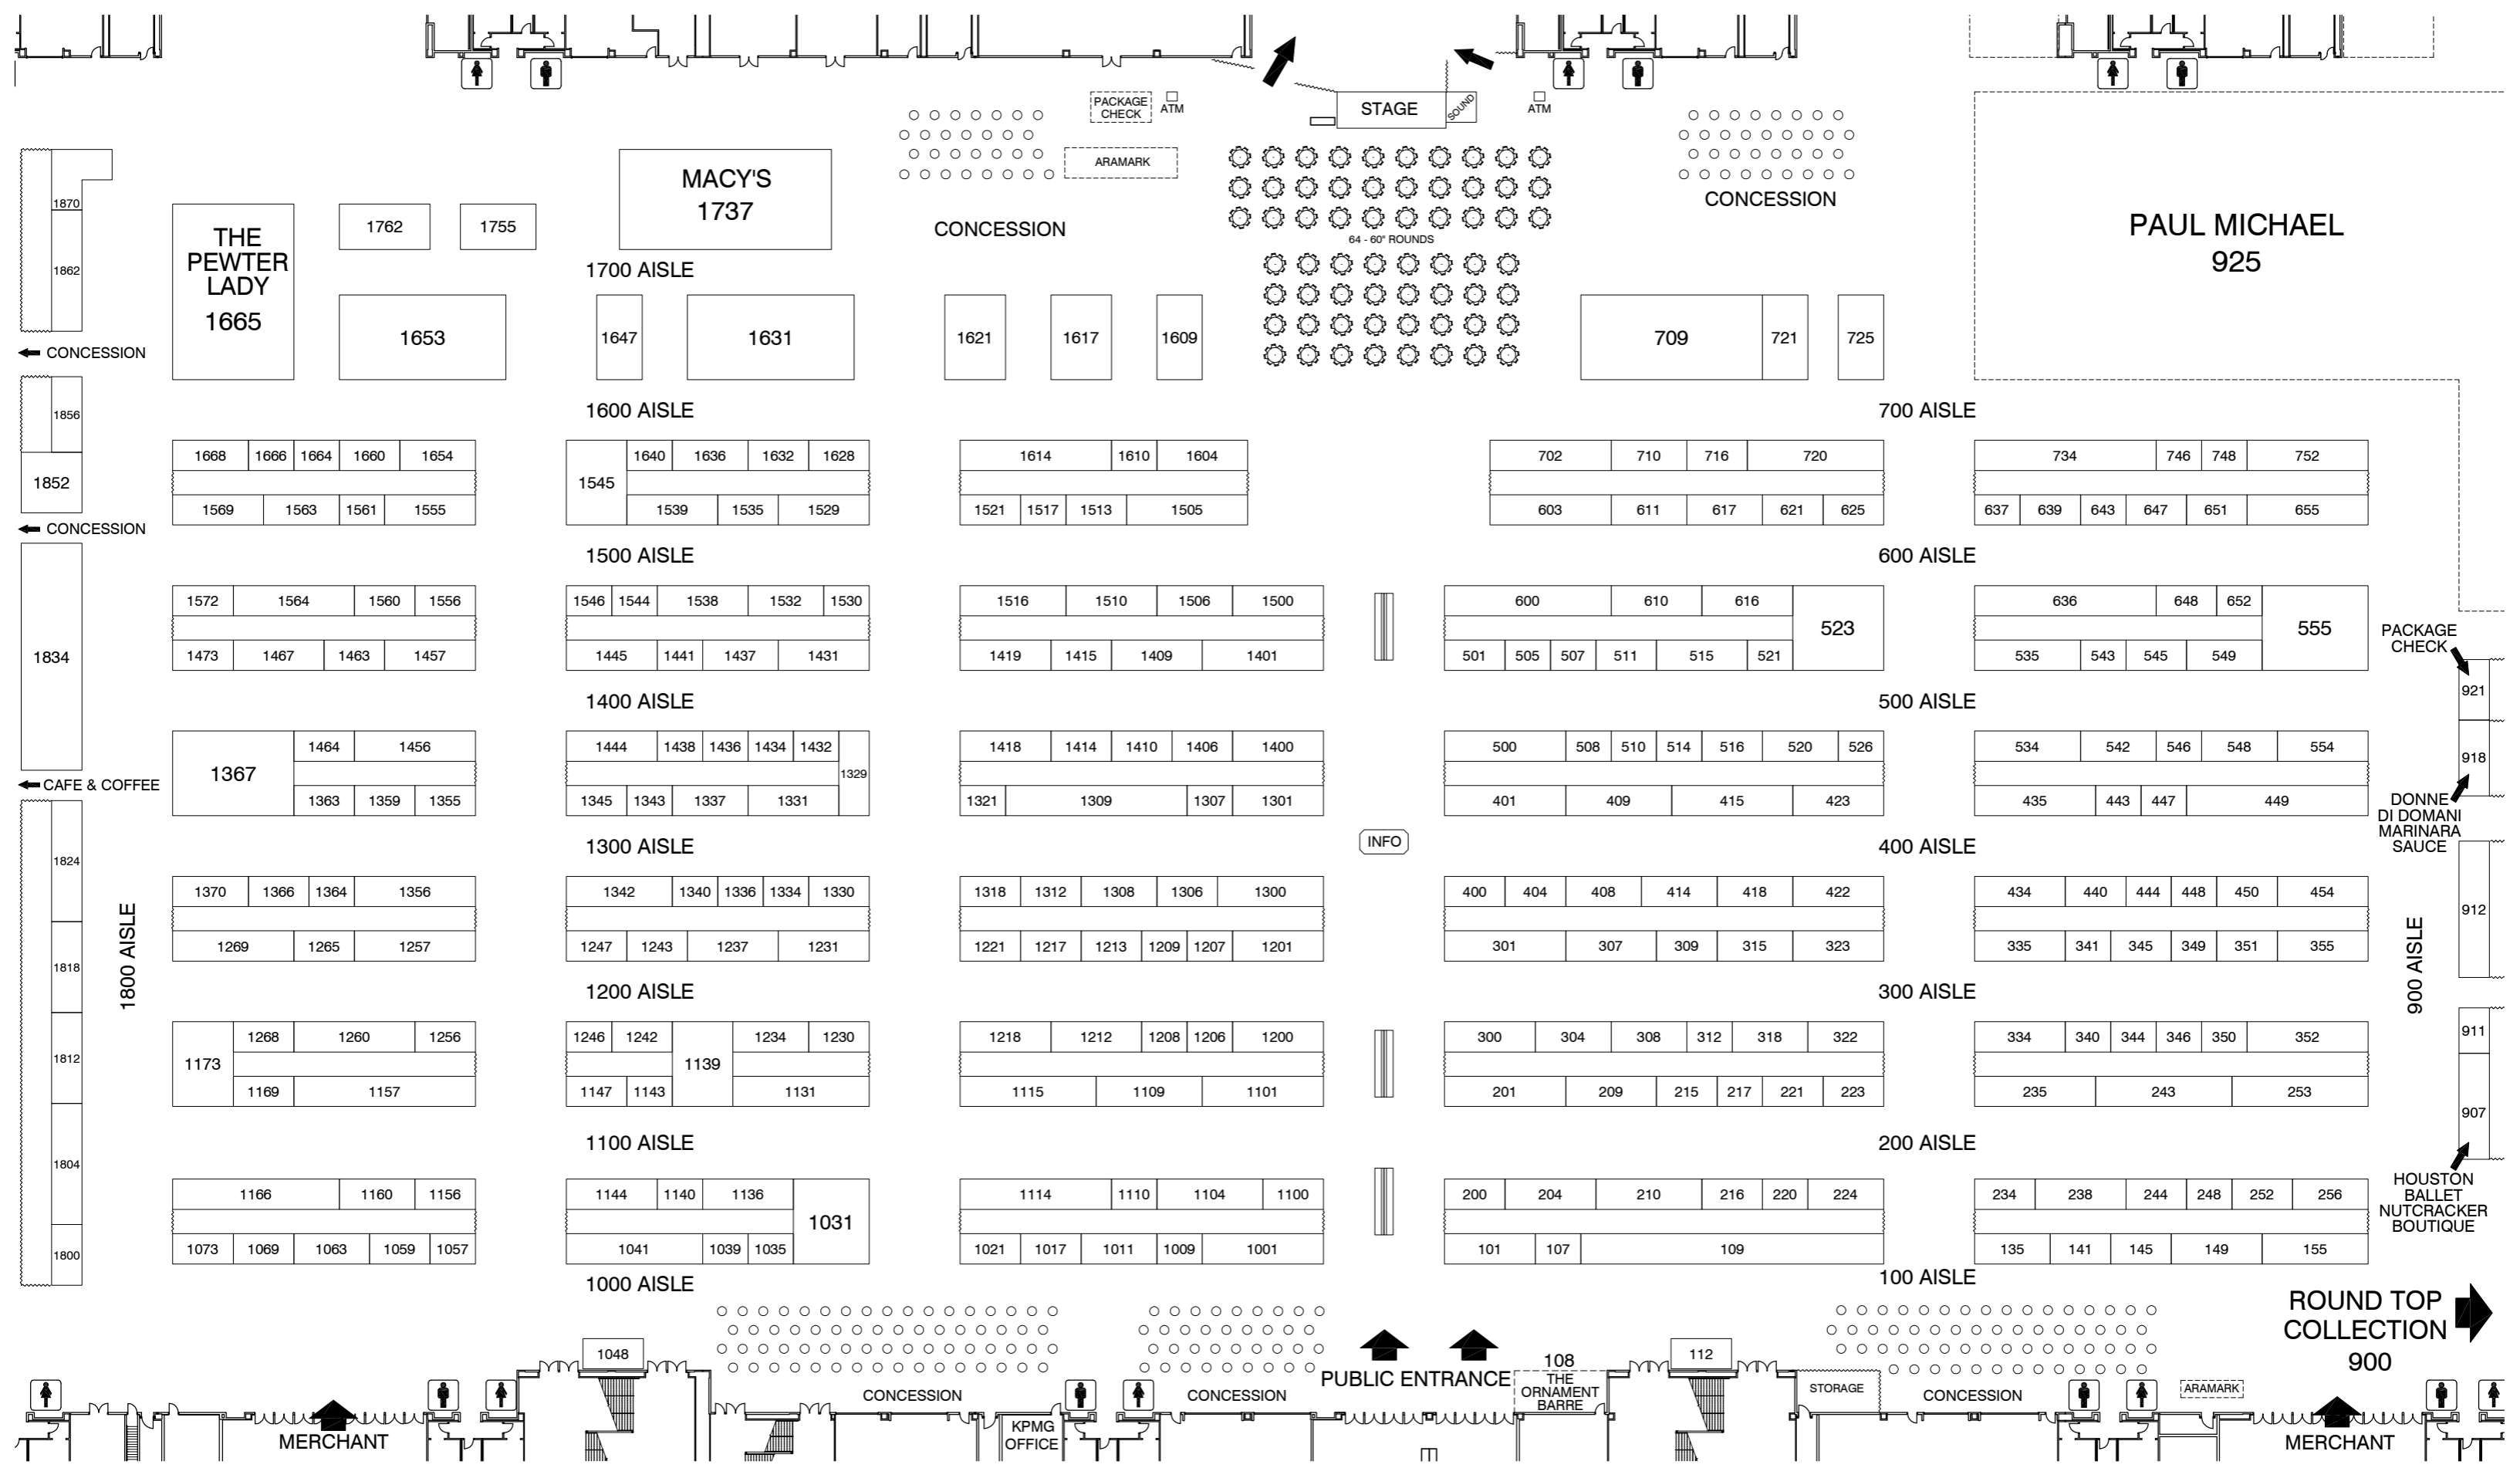 PACKAGE
CHECK
ATM
STAGE
SOUND
ATM
ARAMARK
MACY'S
1737
CONCESSION
CONCESSION
64 - 60" ROUNDS
PAUL MICHAEL
925
1870
1862
THE
PEWTER
LADY
1665
1762 1755
1700 AISLE
1653 1647 1631 1621 1617 1609 709 721 725
CONCESSION
1600 AISLE 700 AISLE
1856
1852
1668 1666 1664 1660 1654 1545 1640 1636 1632 1628 1614 1610 1604 702 710 716 720 734 746 748 752
1569 1563 1561 1555 1539 1535 1529 1521 1517 1513 1505 603 611 617 621 625 637 639 643 647 651 655
CONCESSION
1500 AISLE 600 AISLE
1834
1572 1564 1560 1556 1546 1544 1538 1532 1530 1516 1510 1506 1500 600 610 616 523 636 648 652 555
1473 1467 1463 1457 1445 1441 1437 1431 1419 1415 1409 1401 501 505 507 511 515 521 535 543 545 549
PACKAGE
CHECK
921
1400 AISLE 500 AISLE
1367 1464 1456 1444 1438 1436 1434 1432 1329 1418 1414 1410 1406 1400 500 508 510 514 516 520 526 534 542 546 548 554
918
1363 1359 1355 1345 1343 1337 1331 1321 1309 1307 1301 401 409 415 423 435 443 447 449
CAFE & COFFEE
DONNE
DI DOMANI
MARINARA
SAUCE
INFO
1300 AISLE 400 AISLE
1824
1370 1366 1364 1356 1342 1340 1336 1334 1330 1318 1312 1308 1306 1300 400 404 408 414 418 422 434 440 444 448 450 454
912
1269 1265 1257 1247 1243 1237 1231 1221 1217 1213 1209 1207 1201 301 307 309 315 323 335 341 345 349 351 355
1818
1800 AISLE
900 AISLE
1200 AISLE 300 AISLE
1812
1173 1268 1260 1256 1246 1242 1139 1234 1230 1218 1212 1208 1206 1200 300 304 308 312 318 322 334 340 344 346 350 352
911
1169 1157 1147 1143 1131 1115 1109 1101 201 209 215 217 221 223 235 243 253
907
1100 AISLE 200 AISLE
1804
HOUSTON
BALLET
NUTCRACKER
BOUTIQUE
1166 1160 1156 1144 1140 1136 1031 1114 1110 1104 1100 200 204 210 216 220 224 234 238 244 248 252 256
1800
1073 1069 1063 1059 1057 1041 1039 1035 1021 1017 1011 1009 1001 101 107 109 135 141 145 149 155
1000 AISLE 100 AISLE
ROUND TOP
COLLECTION
900
1048
112
PUBLIC ENTRANCE
108
THE
ORNAMENT
BARRE
STORAGE
CONCESSION
CONCESSION
CONCESSION
ARAMARK
KPMG
OFFICE
MERCHANT
MERCHANT